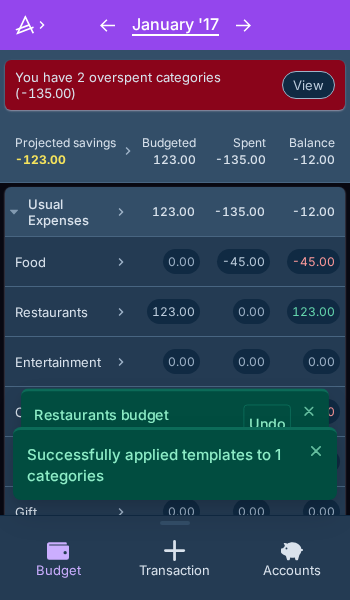 January '17
You have 2 overspent categories
(-135.00)
View
Projected savings
-123.00
Budgeted
123.00
Spent
-135.00
Balance
-12.00
Usual
Expenses
123.00
-135.00
-12.00
Food
0.00
-45.00
-45.00
Restaurants
123.00
0.00
123.00
Entertainment
0.00
0.00
0.00
Restaurants budget
Undo
Successfully applied templates to 1
categories
Gift
0.00
0.00
0.00
Budget
Transaction
Accounts